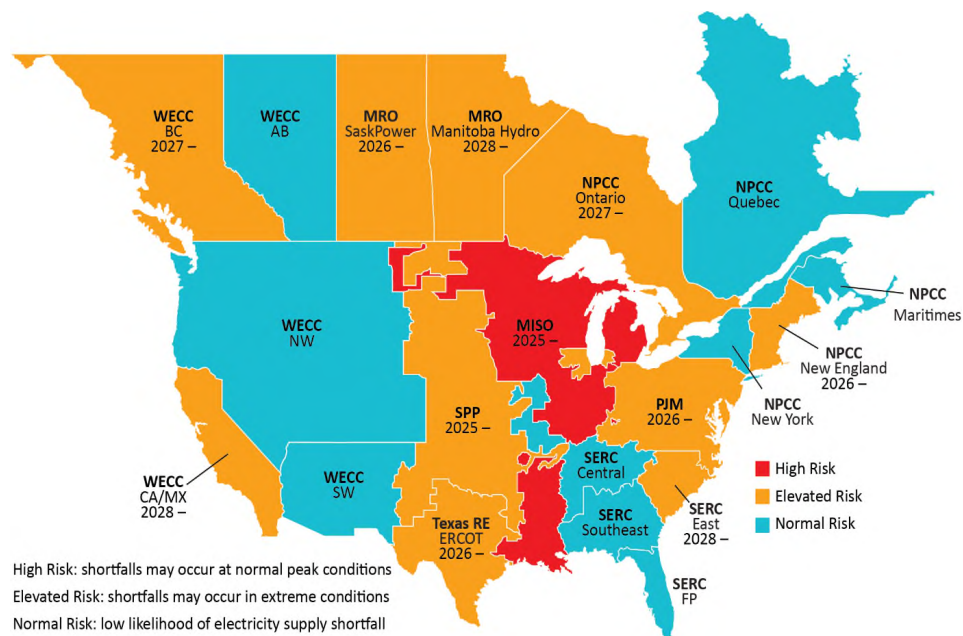 WECC
BC
2027 –
WECC
AB
MRO
SaskPower
2026 –
MRO
Manitoba Hydro
2028 –
NPCC
Ontario
2027 –
NPCC
Quebec
NPCC
Maritimes
WECC
NW
MISO
2025 –
NPCC
New England
2026 –
NPCC
New York
SPP
2025 –
PJM
2026 –
WECC
CA/MX
2028 –
WECC
SW
SERC
Central
SERC
East
2028 –
Texas RE
ERCOT
2026 –
SERC
Southeast
SERC
FP
High Risk
Elevated Risk
Normal Risk
High Risk: shortfalls may occur at normal peak conditions
Elevated Risk: shortfalls may occur in extreme conditions
Normal Risk: low likelihood of electricity supply shortfall